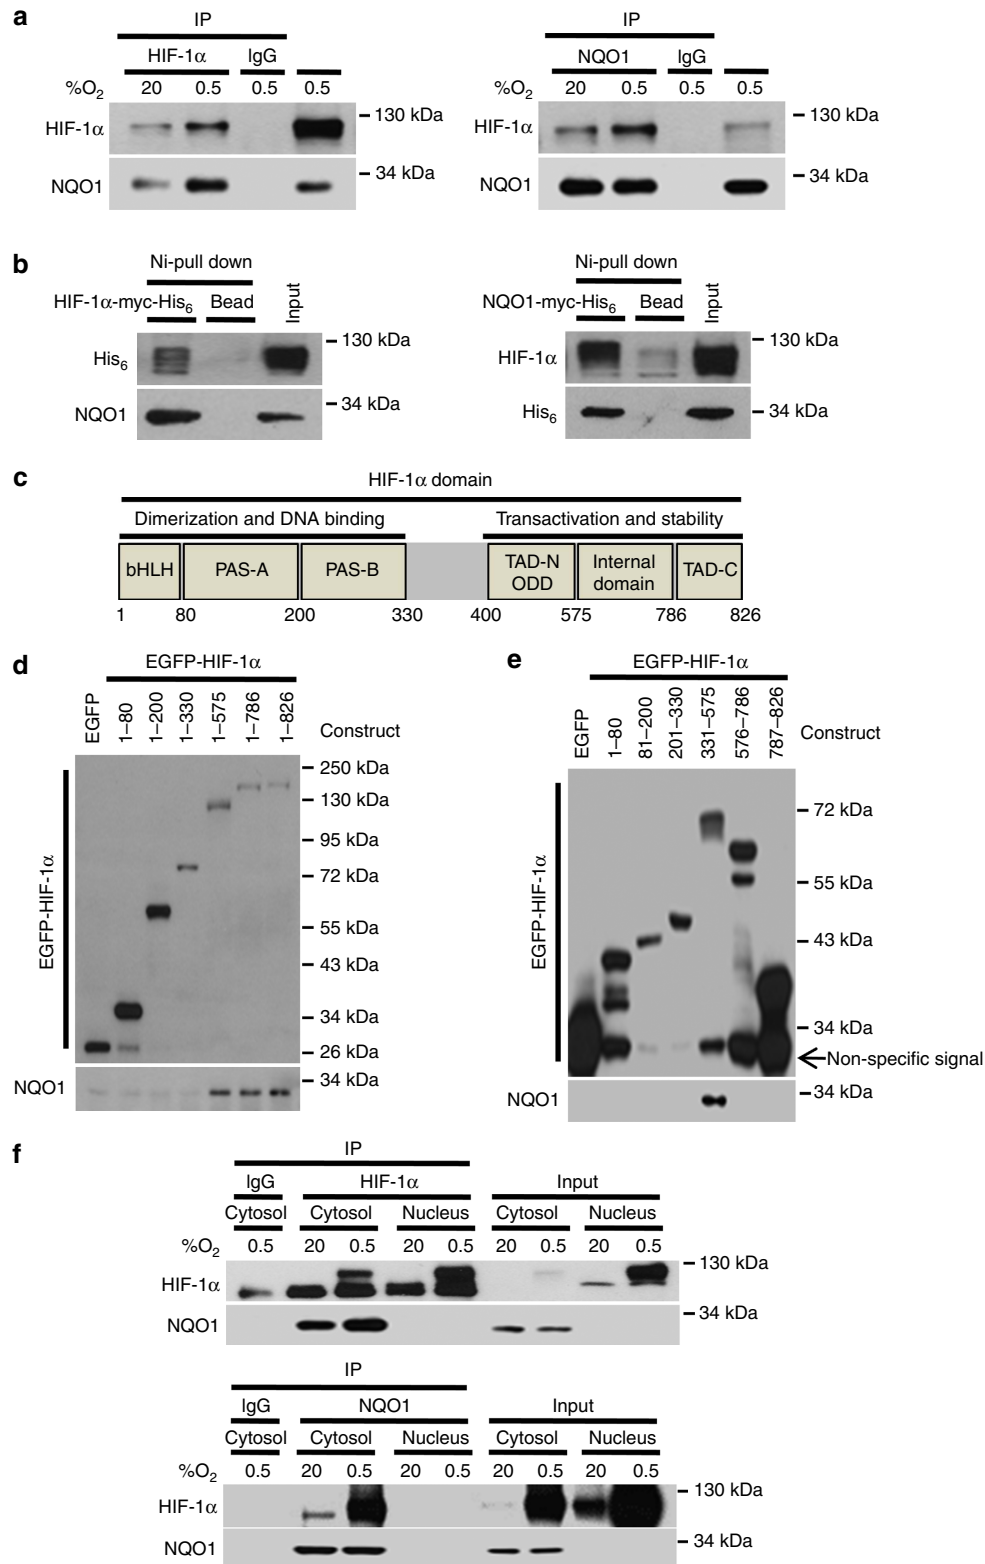 a
IP
HIF-1α IgG
%O2 20 0.5 0.5 0.5
HIF-1α
130 kDa
NQO1
34 kDa
IP
NQO1 IgG
20 0.5 0.5 0.5
HIF-1α
130 kDa
NQO1
34 kDa
b
Ni-pull down
HIF-1α-myc-His6 Bead Input
His6
130 kDa
NQO1
34 kDa
Ni-pull down
NQO1-myc-His6 Bead Input
HIF-1α
130 kDa
His6
34 kDa
c
HIF-1α domain
Dimerization and DNA binding Transactivation and stability
bHLH PAS-A PAS-B TAD-N ODD Internal domain TAD-C
1 80 200 330 400 575 786 826
d
EGFP-HIF-1α
EGFP 1–80 1–200 1–330 1–575 1–786 1–826 Construct
EGFP-HIF-1α
250 kDa
130 kDa
95 kDa
72 kDa
55 kDa
43 kDa
34 kDa
26 kDa
NQO1
34 kDa
e
EGFP-HIF-1α
EGFP 1–80 81–200 201–330 331–575 576–786 787–826 Construct
EGFP-HIF-1α
72 kDa
55 kDa
43 kDa
34 kDa
Non-specific signal
NQO1
34 kDa
f
IP
IgG HIF-1α Input
Cytosol Cytosol Nucleus Cytosol Nucleus
%O2 0.5 20 0.5 20 0.5 20 0.5 20 0.5
HIF-1α
130 kDa
NQO1
34 kDa
IP
IgG NQO1 Input
Cytosol Cytosol Nucleus Cytosol Nucleus
%O2 0.5 20 0.5 20 0.5 20 0.5 20 0.5
HIF-1α
130 kDa
NQO1
34 kDa